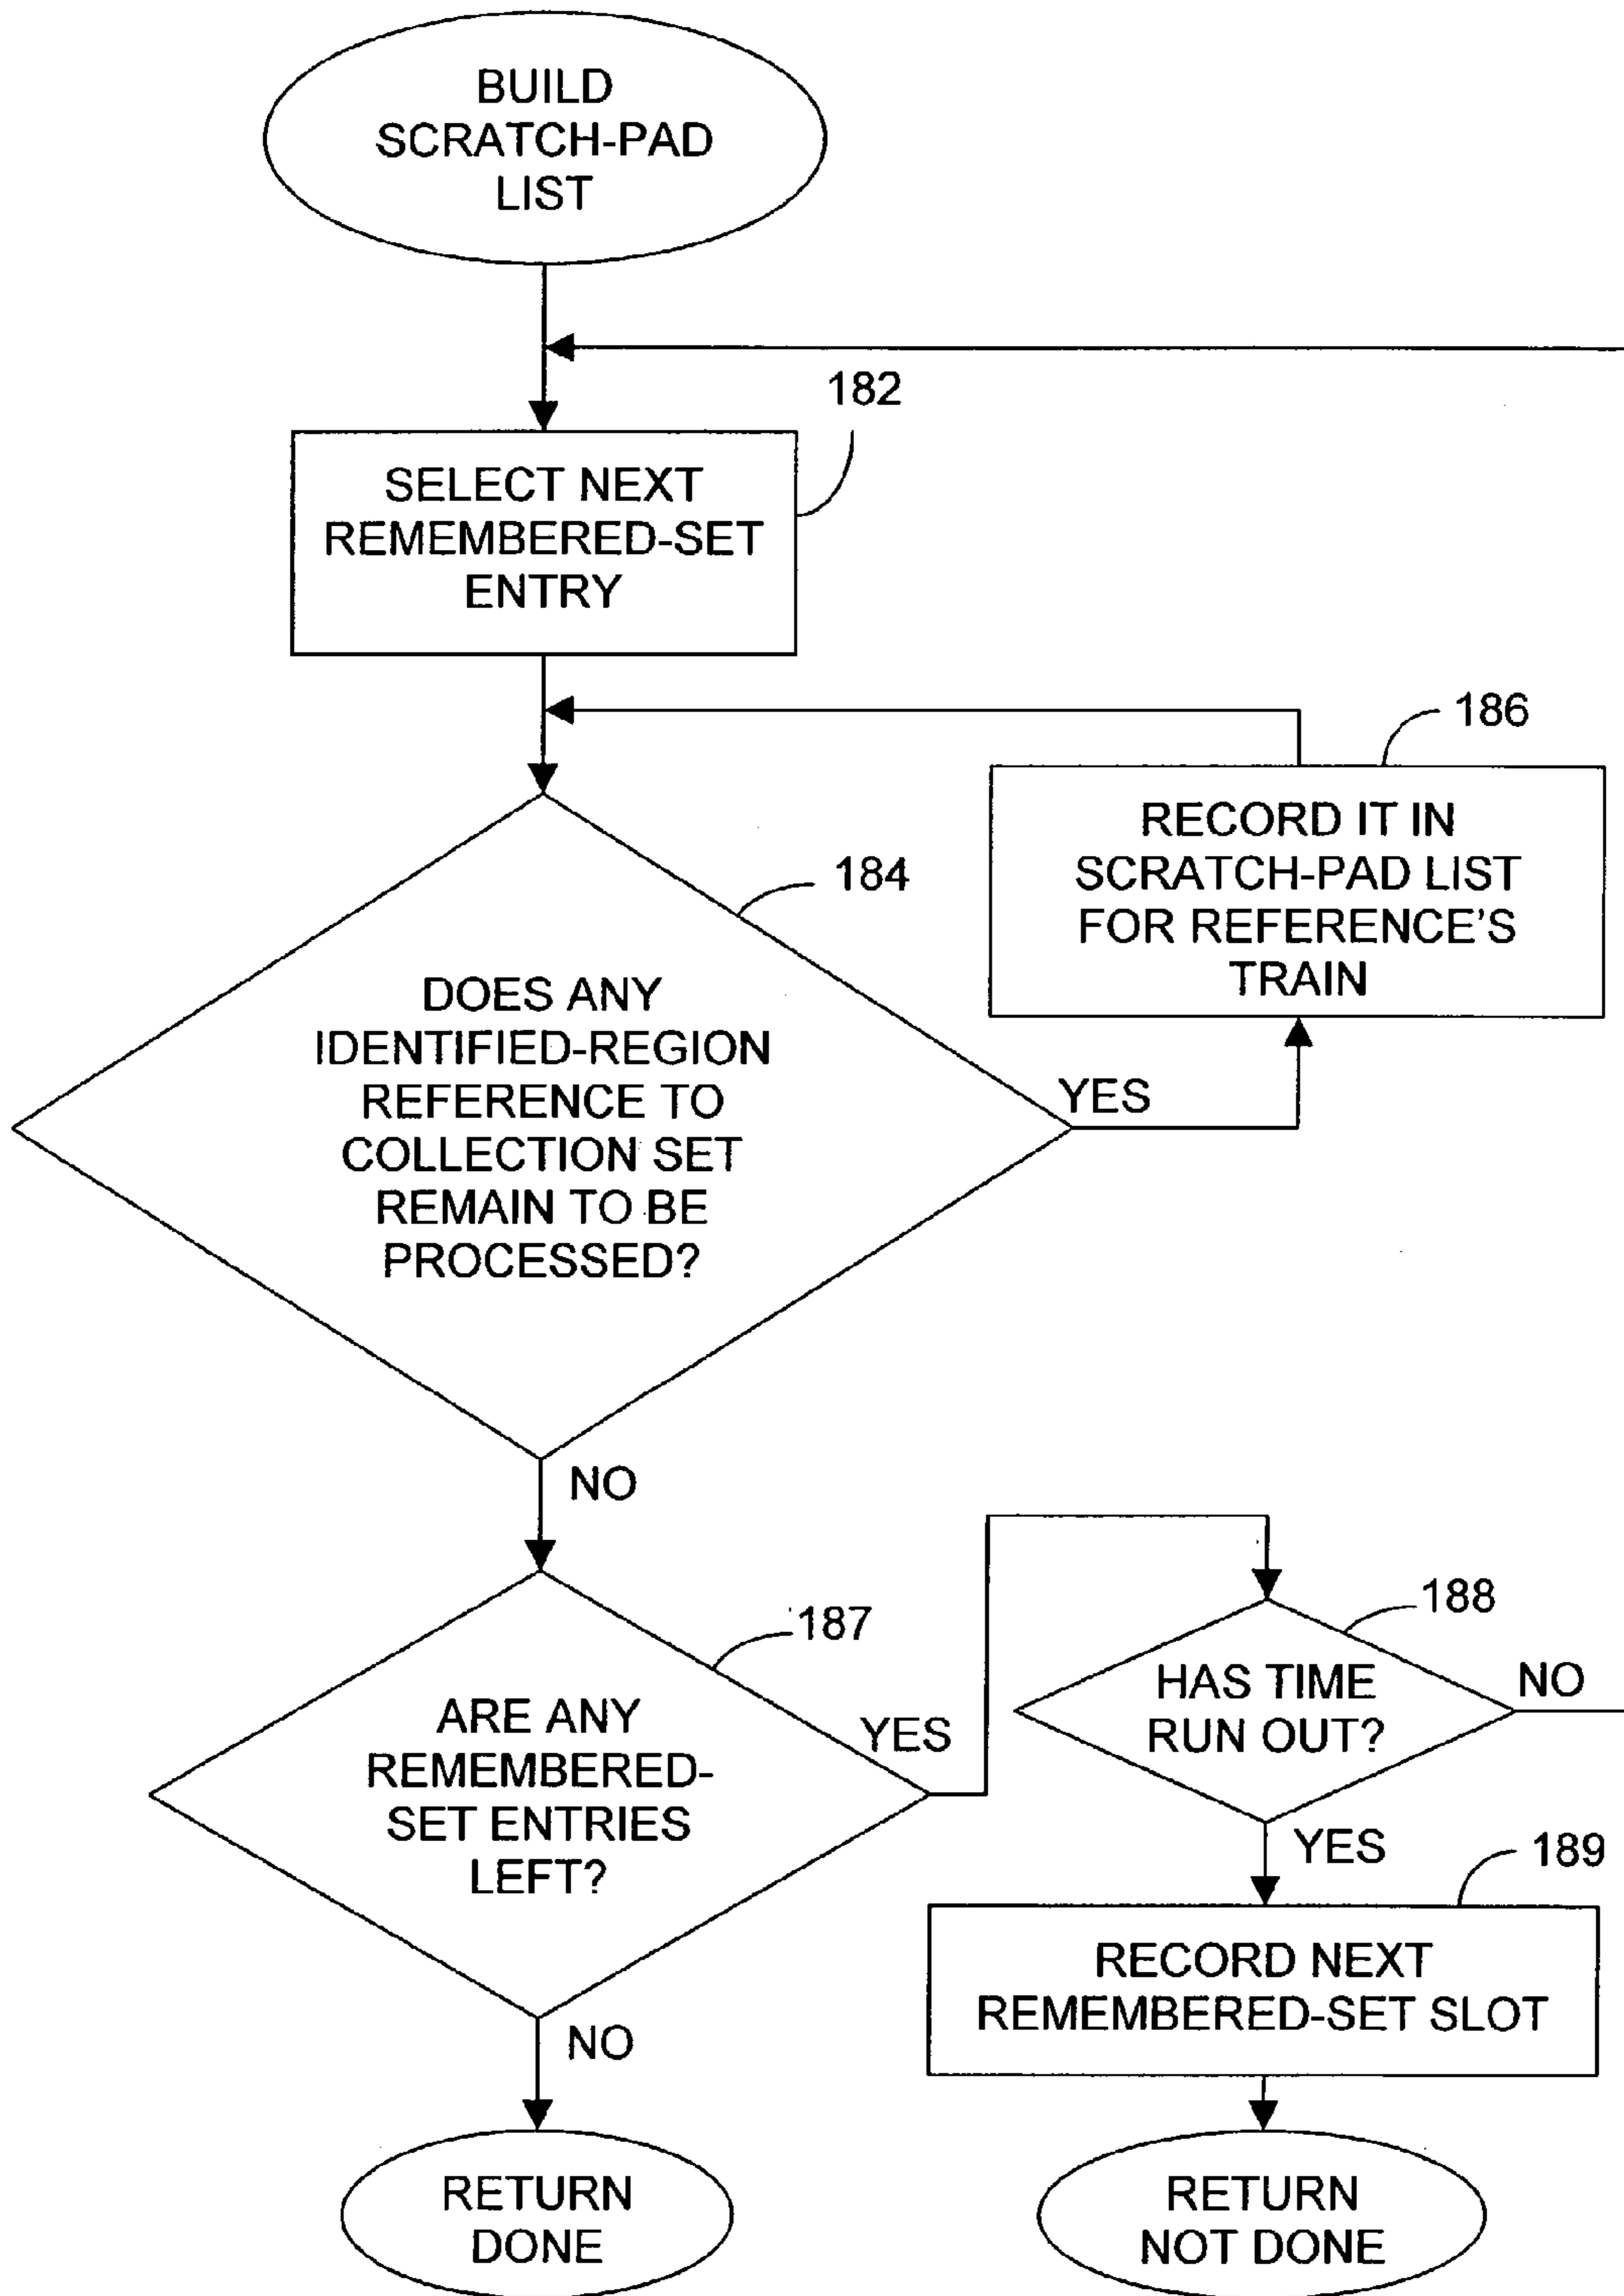 BUILD
SCRATCH-PAD
LIST
182
SELECT NEXT
REMEMBERED-SET
ENTRY
186
RECORD IT IN
SCRATCH-PAD LIST
FOR REFERENCE'S
TRAIN
184
DOES ANY
IDENTIFIED-REGION
REFERENCE TO
COLLECTION SET
REMAIN TO BE
PROCESSED?
YES
NO
187
ARE ANY
REMEMBERED-
SET ENTRIES
LEFT?
YES
188
HAS TIME
RUN OUT?
NO
YES
189
RECORD NEXT
REMEMBERED-SET SLOT
NO
RETURN
DONE
RETURN
NOT DONE